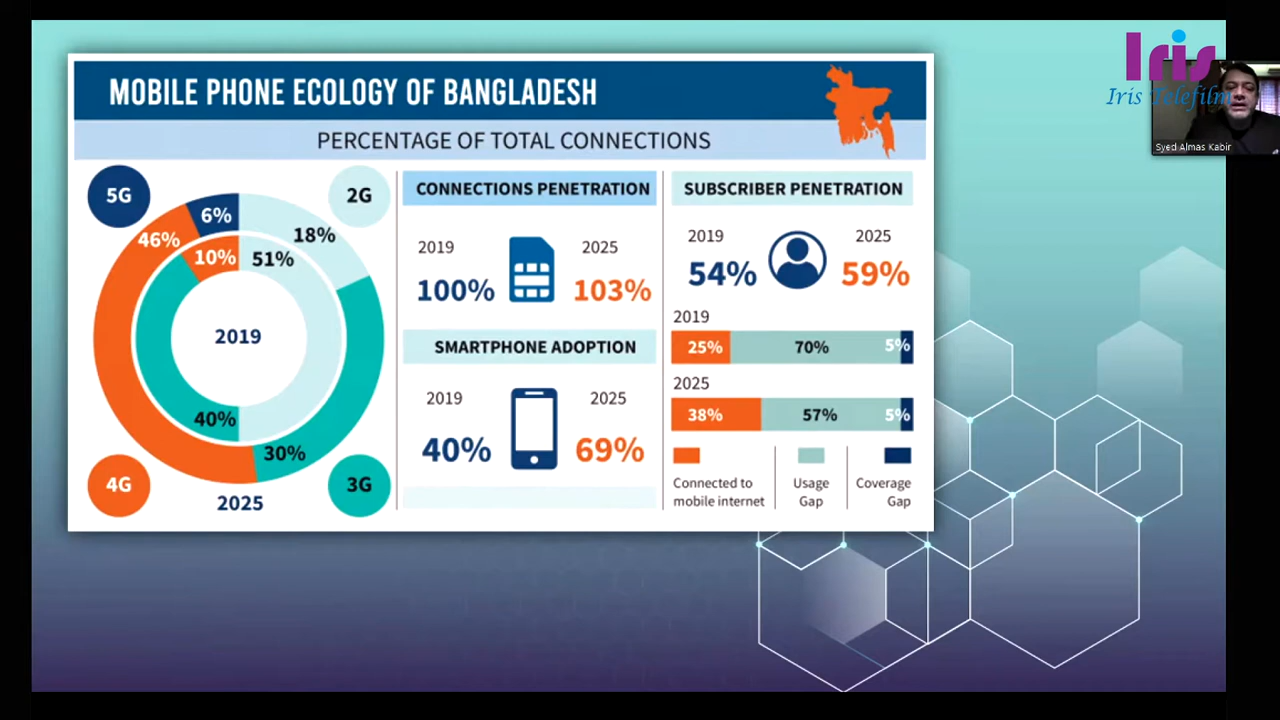 Iris
Iris Telefilm
Syed Almas Kabir
MOBILE PHONE ECOLOGY OF BANGLADESH
PERCENTAGE OF TOTAL CONNECTIONS
5G
2G
6%
18%
46%
10%
51%
2019
40%
30%
4G
3G
2025
CONNECTIONS PENETRATION
2019
2025
100%
103%
SMARTPHONE ADOPTION
2019
2025
40%
69%
SUBSCRIBER PENETRATION
2019
2025
54%
59%
2019
25%
70%
5%
2025
38%
57%
5%
Connected to
mobile internet
Usage
Gap
Coverage
Gap